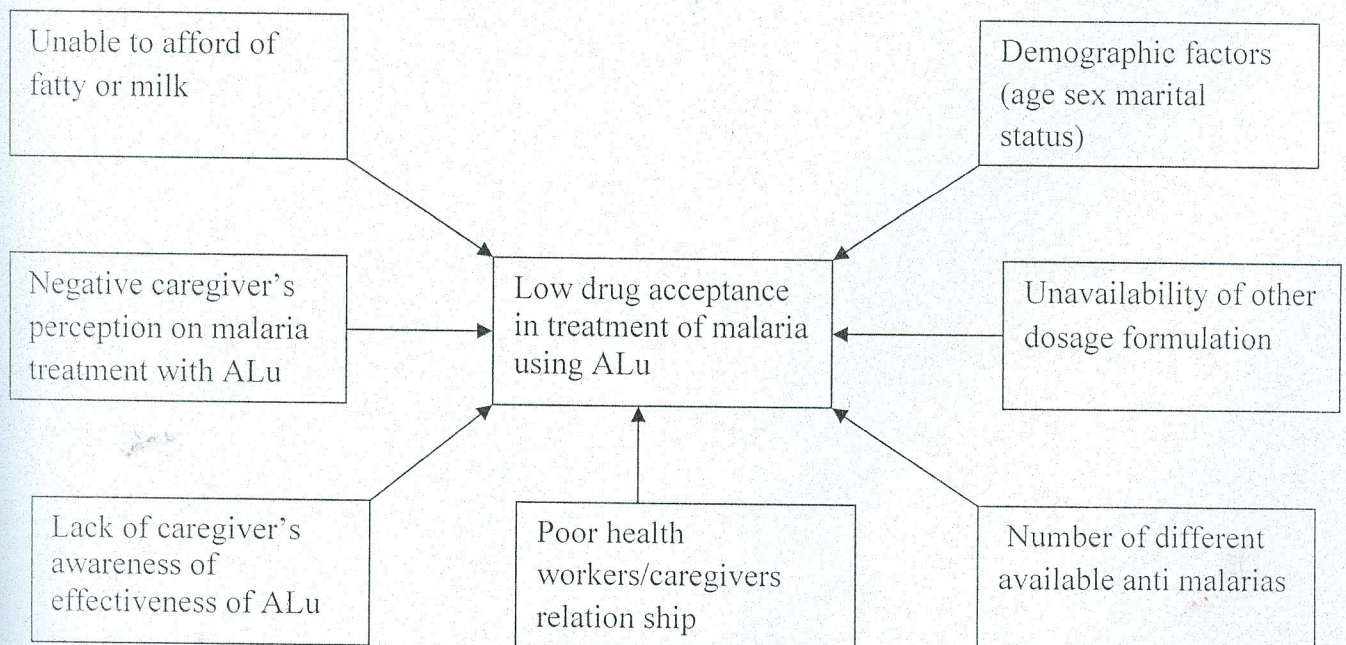 Unable to afford of
fatty or milk
Demographic factors
(age sex marital
status)
Negative caregiver's
perception on malaria
treatment with ALu
Low drug acceptance
in treatment of malaria
using ALu
Unavailability of other
dosage formulation
Lack of caregiver's
awareness of
effectiveness of ALu
Poor health
workers/caregivers
relation ship
Number of different
available anti malarias